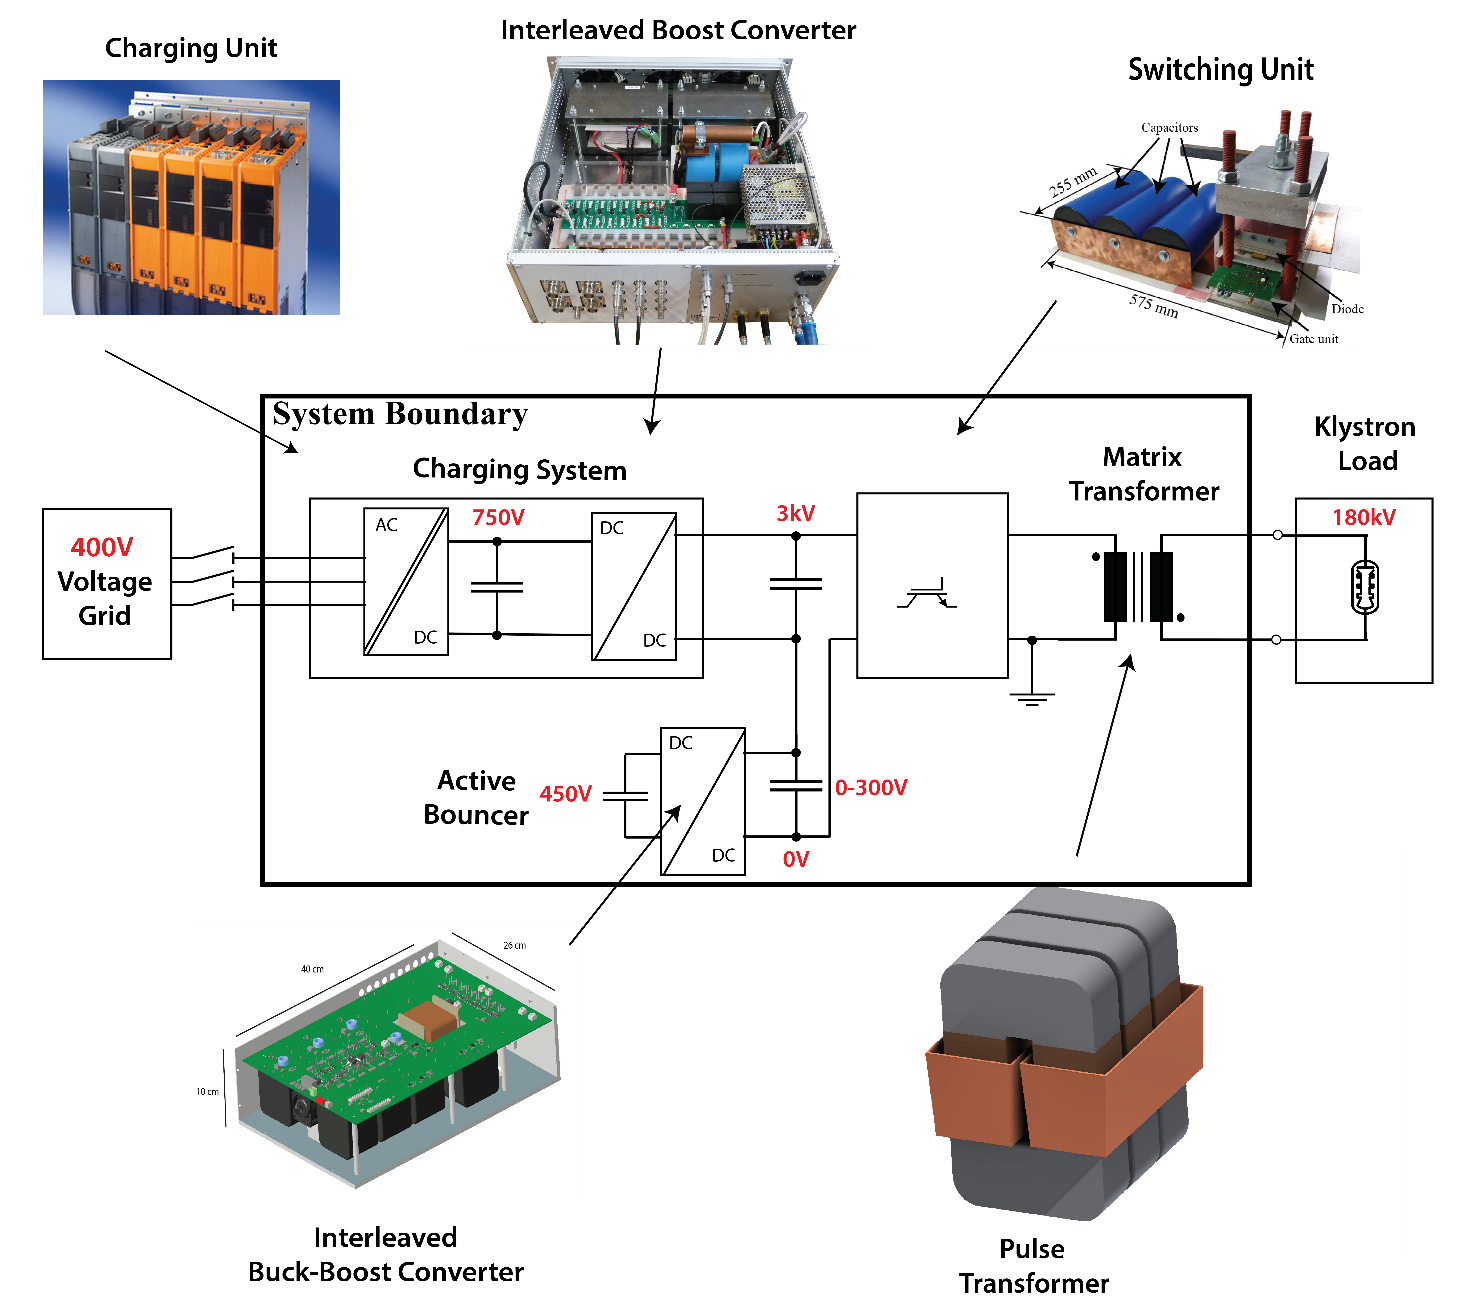 Charging Unit
Interleaved Boost Converter
Switching Unit
Capacitors
255 mm
575 mm
Diode
Gate unit
System Boundary
Klystron
Load
Charging System
Matrix
Transformer
400V
Voltage
Grid
AC
DC
750V
DC
DC
3kV
180kV
Active
Bouncer
450V
DC
DC
0-300V
0V
40 cm
26 cm
10 cm
Interleaved
Buck-Boost Converter
Pulse
Transformer